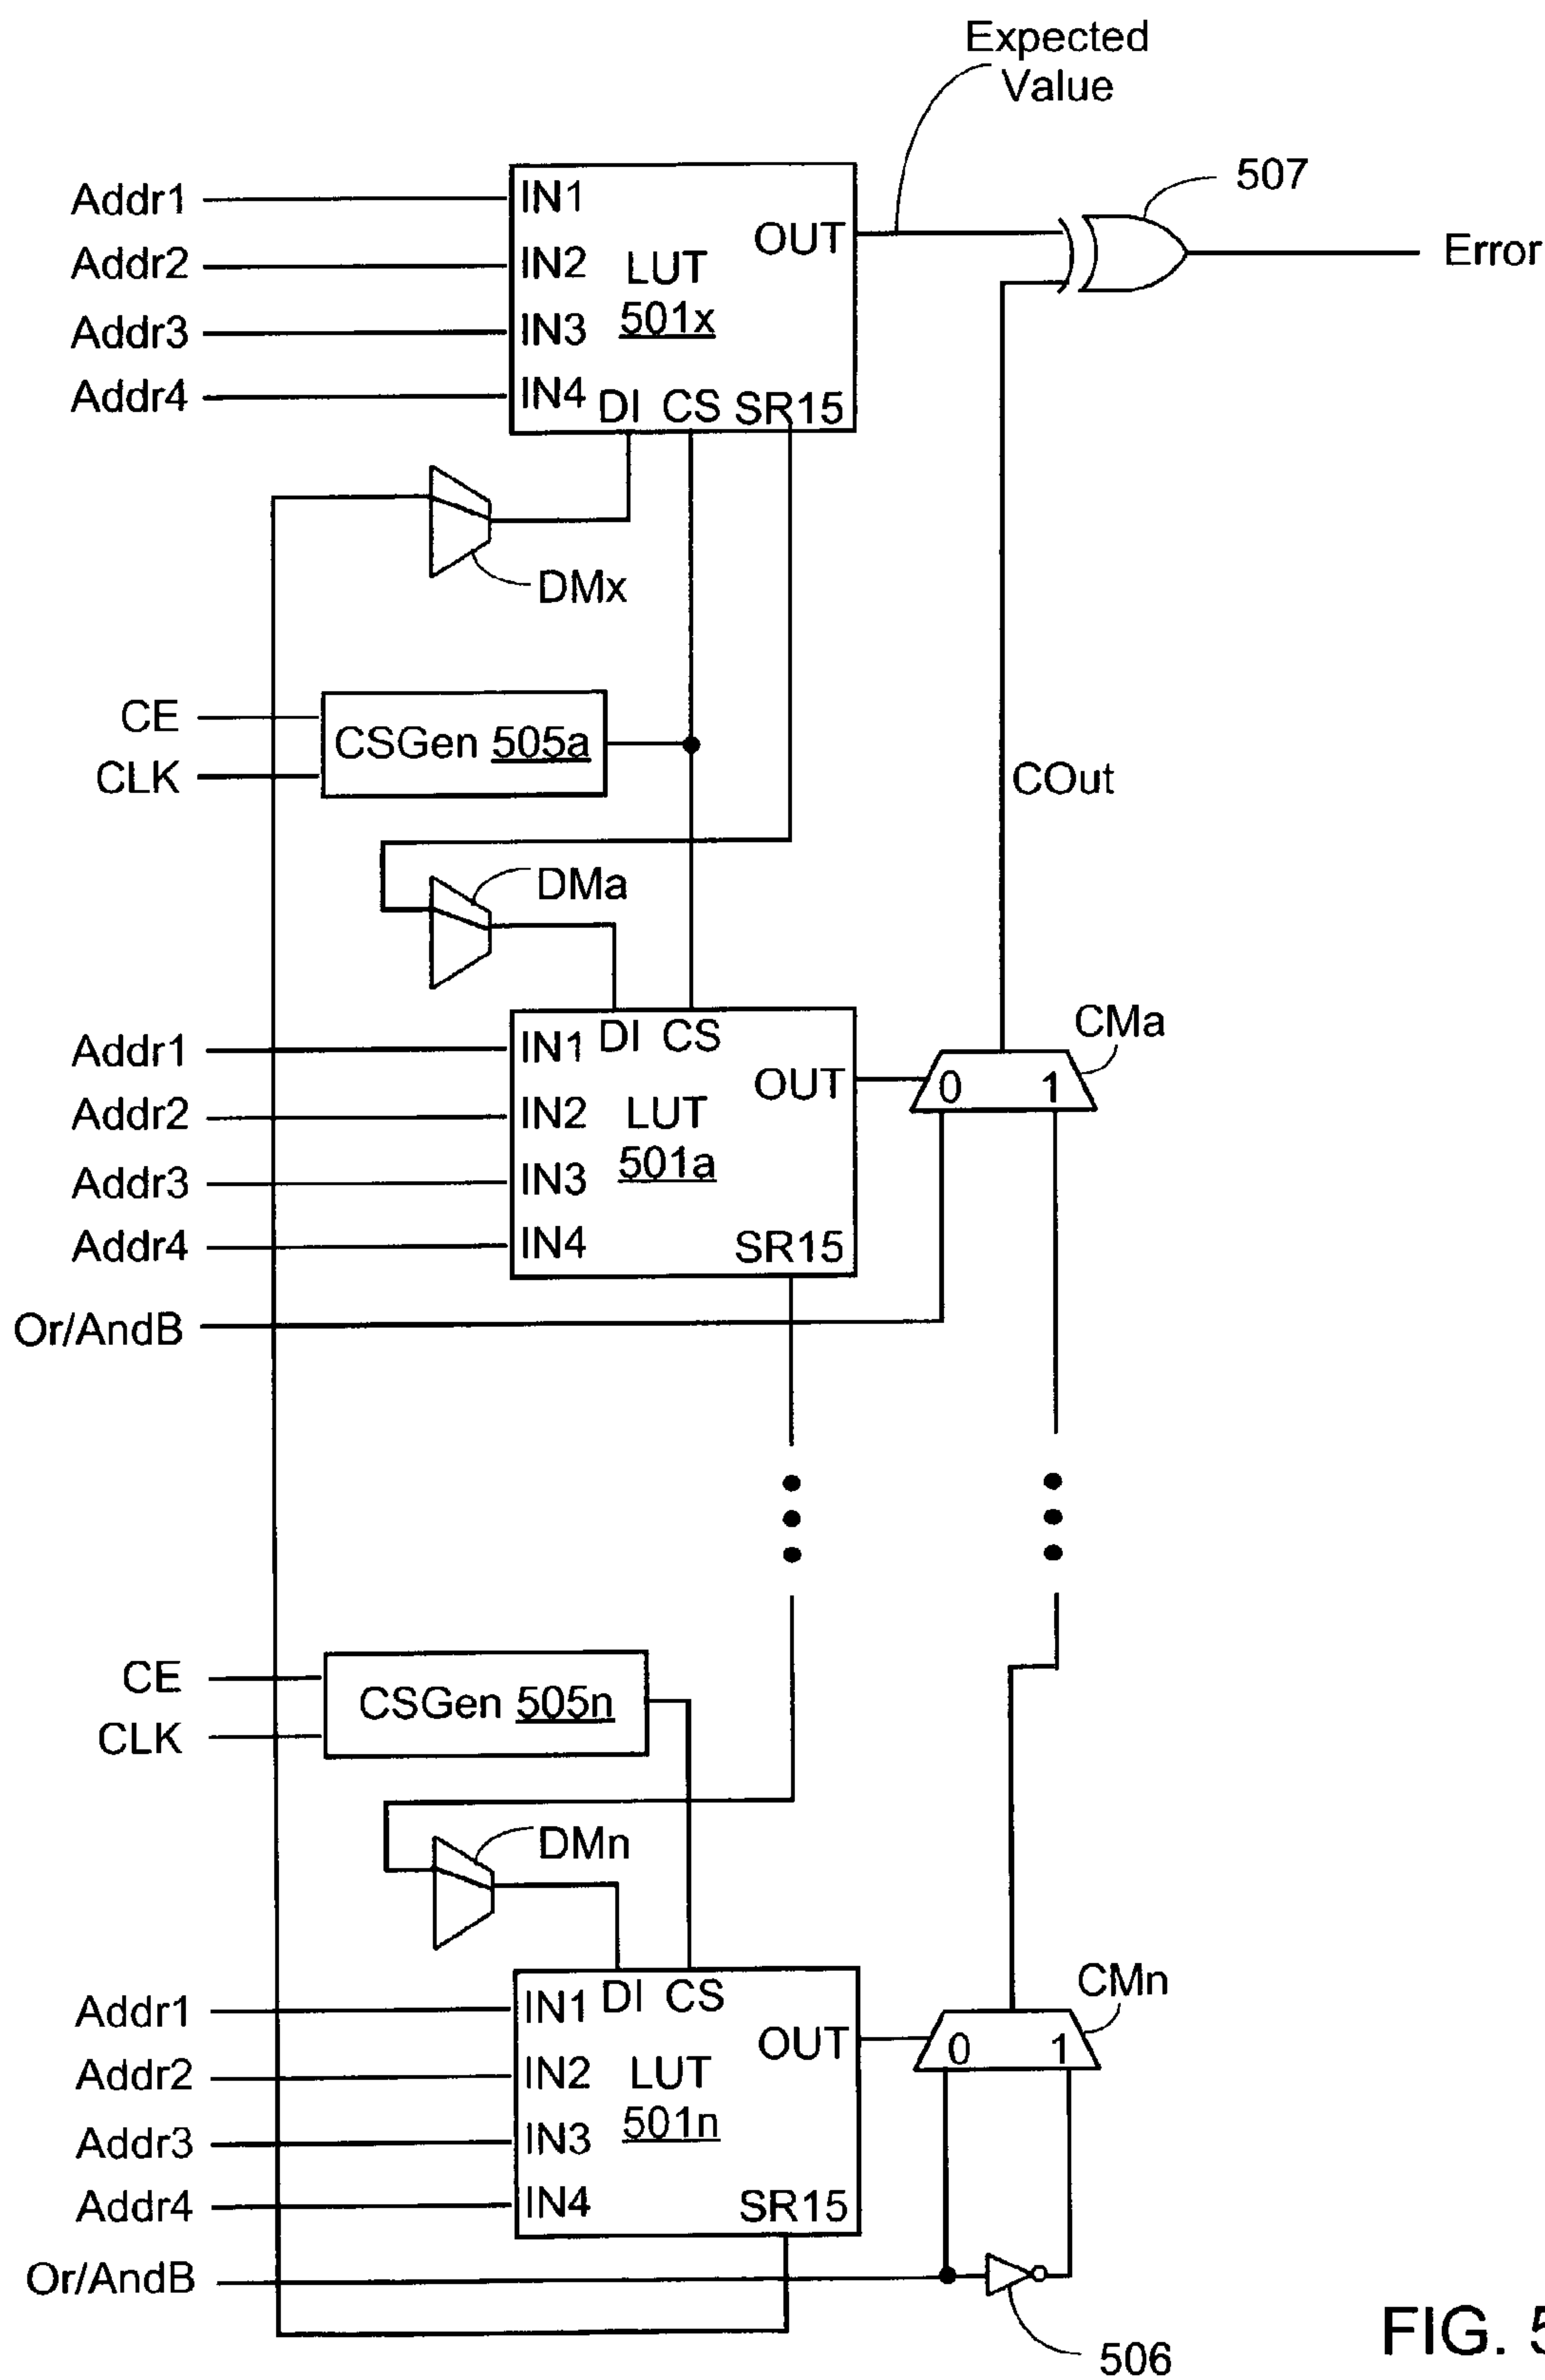 Expected
Value
507
Addr1
IN1
OUT
Error
Addr2
IN2
LUT
501x
Addr3
IN3
Addr4
IN4
DI
CS
SR15
DMx
CE
CSGen 505a
CLK
COut
DMa
CMa
Addr1
IN1
DI
CS
OUT
0
1
Addr2
IN2
LUT
501a
Addr3
IN3
Addr4
IN4
SR15
Or/AndB
CE
CSGen 505n
CLK
DMn
CMn
Addr1
IN1
DI
CS
OUT
0
1
Addr2
IN2
LUT
501n
Addr3
IN3
Addr4
IN4
SR15
Or/AndB
506
FIG. 5